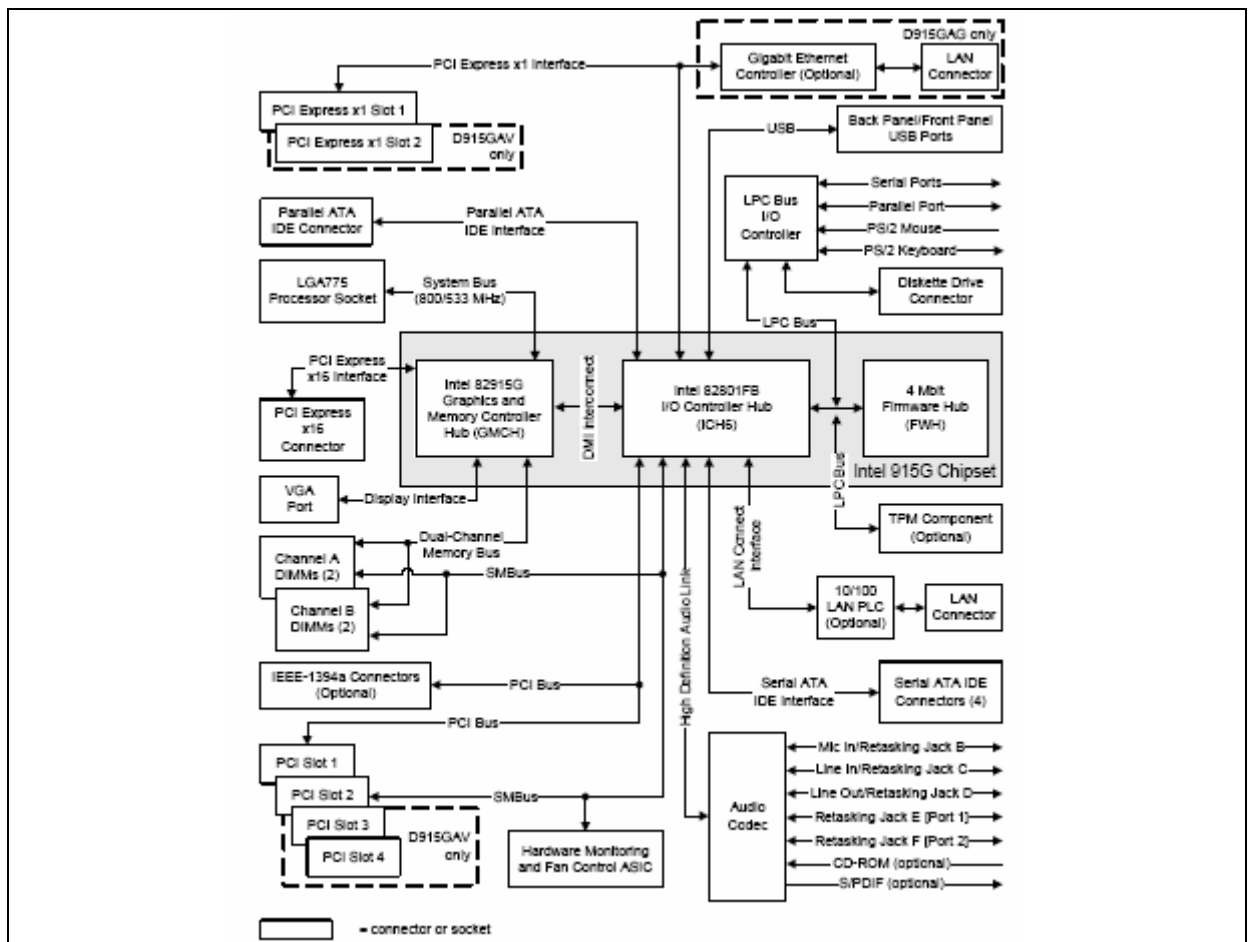 D915GAG only
Gigabit Ethernet
Controller (Optional)
LAN
Connector
PCI Express x1 Interface
PCI Express x1 Slot 1
PCI Express x1 Slot 2
D915GAV
only
USB
Back Panel/Front Panel
USB Ports
LPC Bus
I/O
Controller
Serial Ports
Parallel Port
PS/2 Mouse
PS/2 Keyboard
Parallel ATA
IDE Connector
Parallel ATA
IDE Interface
LGA775
Processor Socket
System Bus
(800/533 MHz)
Diskette Drive
Connector
LPC Bus
PCI Express
x16 Interface
PCI Express
x16
Connector
Intel 82915G
Graphics and
Memory Controller
Hub (GMCH)
DMI Interconnect
Intel 82801FB
I/O Controller Hub
(ICH6)
4 Mbit
Firmware Hub
(FWH)
Intel 915G Chipset
LPC Bus
VGA
Port
Display Interface
TPM Component
(Optional)
Channel A
DIMMs (2)
Channel B
DIMMs (2)
Dual-Channel
Memory Bus
SMBus
LAN Connect
Interface
10/100
LAN PLC
(Optional)
LAN
Connector
High Definition Audio Link
IEEE-1394a Connectors
(Optional)
PCI Bus
Serial ATA
IDE Interface
Serial ATA IDE
Connectors (4)
PCI Bus
PCI Slot 1
PCI Slot 2
PCI Slot 3
PCI Slot 4
D915GAV
only
SMBus
Hardware Monitoring
and Fan Control ASIC
Audio
Codec
Mic In/Retasking Jack B
Line In/Retasking Jack C
Line Out/Retasking Jack D
Retasking Jack E [Port 1]
Retasking Jack F [Port 2]
CD-ROM (optional)
S/PDIF (optional)
= connector or socket